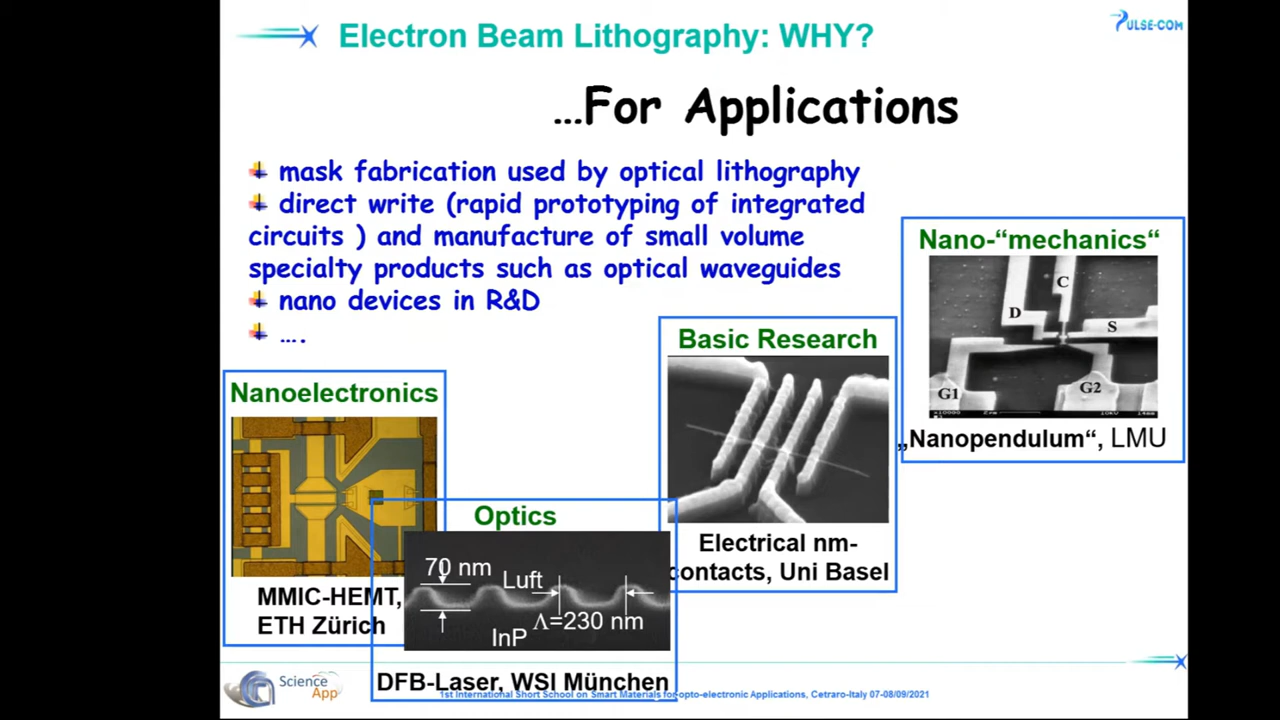 Electron Beam Lithography: WHY?
PULSE-COM
...For Applications
mask fabrication used by optical lithography
direct write (rapid prototyping of integrated
circuits ) and manufacture of small volume
specialty products such as optical waveguides
nano devices in R&D
....
Nano-“mechanics“
C
D
S
G1
G2
„Nanopendulum“, LMU
Basic Research
Electrical nm-
contacts, Uni Basel
Nanoelectronics
MMIC-HEMT,
ETH Zürich
Optics
70 nm
Luft
Λ=230 nm
InP
DFB-Laser, WSI München
Science
App
1st International Short School on Smart Materials for opto-electronic Applications, Cetraro-Italy 07-08/09/2021